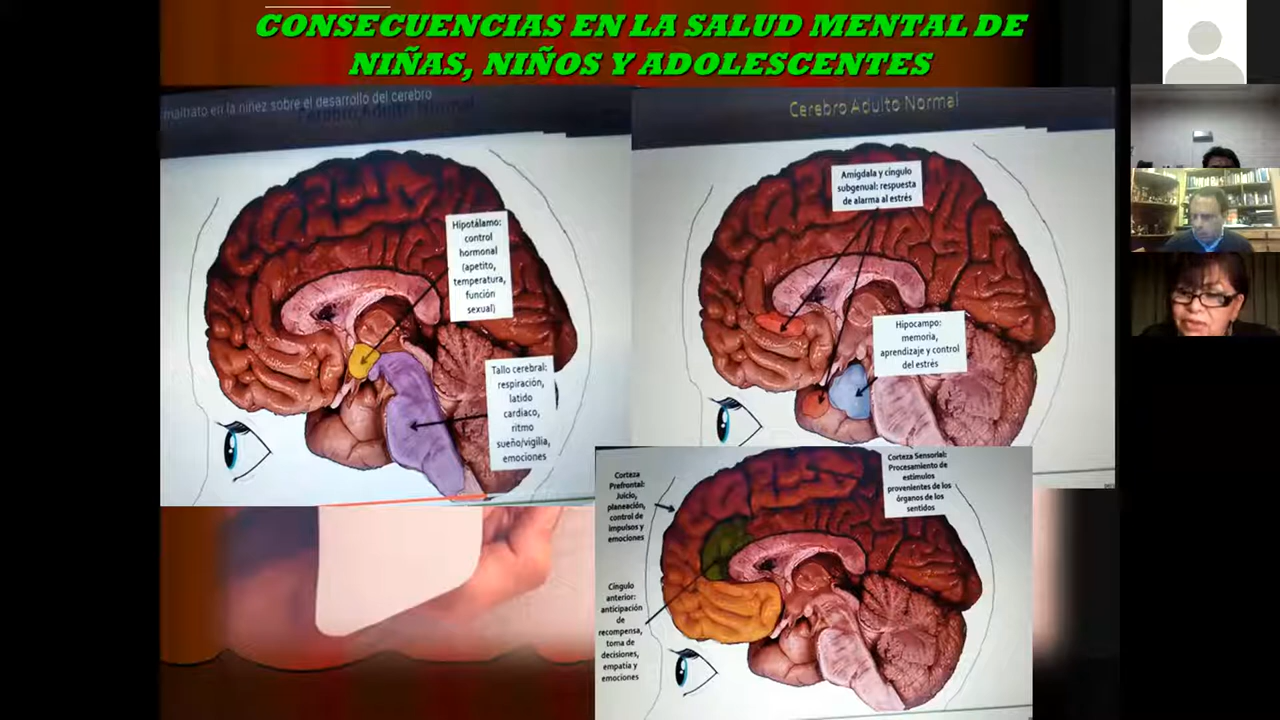 CONSECUENCIAS EN LA SALUD MENTAL DE
NIÑAS, NIÑOS Y ADOLESCENTES
maltrato en la niñez sobre el desarrollo del cerebro
Cerebro Adulto Normal
Hipotálamo:
control
hormonal
(apetito,
temperatura,
función
sexual)
Tallo cerebral:
respiración,
latido
cardiaco,
ritmo
sueño/vigilia,
emociones
Cerebro Adulto Normal
Amígdala y cíngulo
subgenual: respuesta
de alarma al estrés
Hipocampo:
memoria,
aprendizaje y control
del estrés
Corteza
Prefrontal:
Juicio,
planeación,
control de
impulsos y
emociones
Cíngulo
anterior:
anticipación
de
recompensa,
toma de
decisiones,
empatía y
emociones
Corteza Sensorial:
Procesamiento de
estímulos
provenientes de los
órganos de los
sentidos